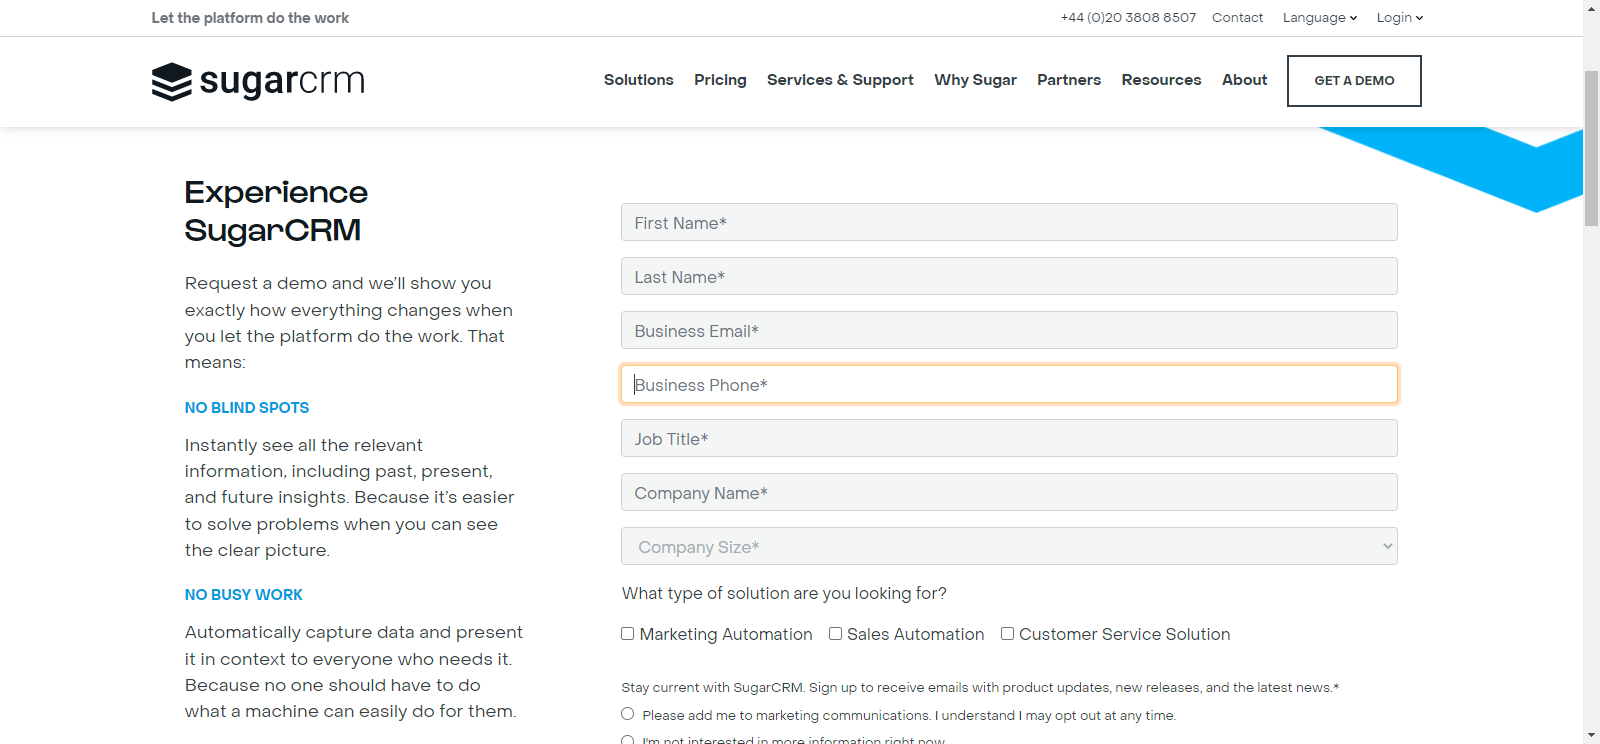 Let the platform do the work
+44 (0)20 3808 8507 Contact Language Login
sugarcrm
Solutions Pricing Services & Support Why Sugar Partners Resources About GET A DEMO
Experience
SugarCRM
Request a demo and we’ll show you
exactly how everything changes when
you let the platform do the work. That
means:
NO BLIND SPOTS
Instantly see all the relevant
information, including past, present,
and future insights. Because it’s easier
to solve problems when you can see
the clear picture.
NO BUSY WORK
Automatically capture data and present
it in context to everyone who needs it.
Because no one should have to do
what a machine can easily do for them.
First Name*
Last Name*
Business Email*
Business Phone*
Job Title*
Company Name*
Company Size*
What type of solution are you looking for?
Marketing Automation Sales Automation Customer Service Solution
Stay current with SugarCRM. Sign up to receive emails with product updates, new releases, and the latest news.*
Please add me to marketing communications. I understand I may opt out at any time.
I'm not interested in more information right now